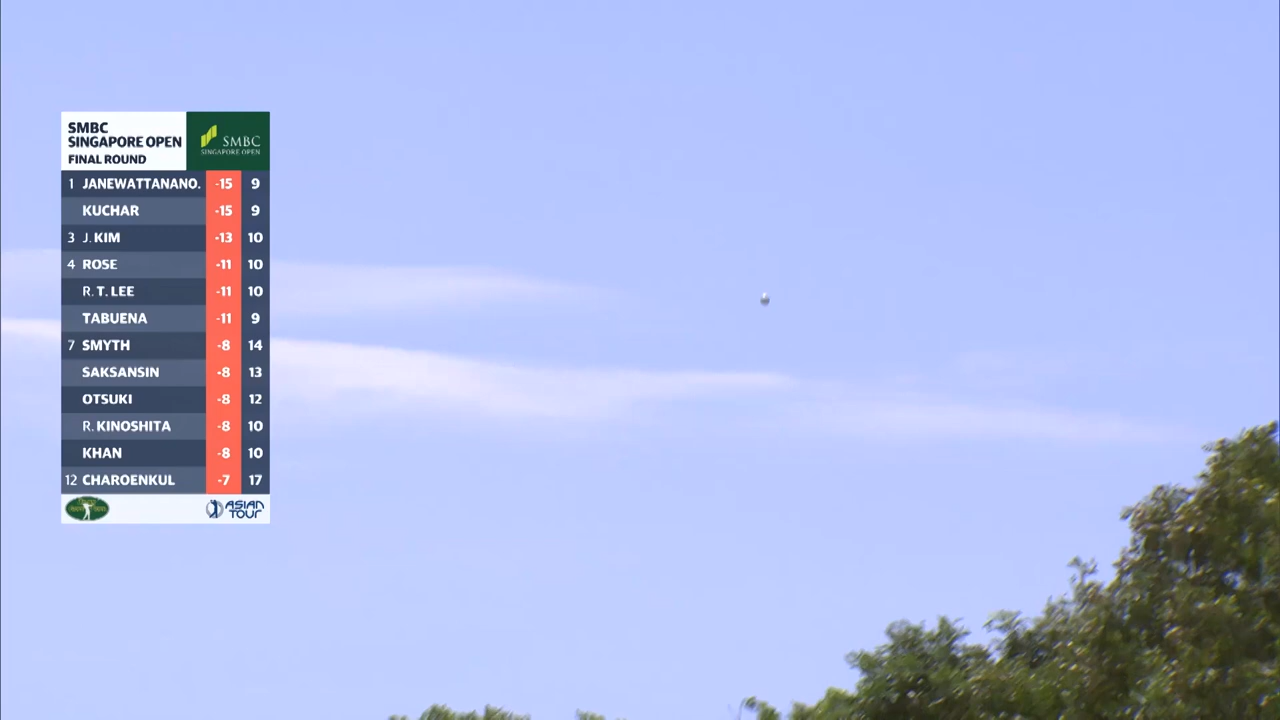 SMBC
SINGAPORE OPEN
FINAL ROUND
SMBC
SINGAPORE OPEN
1 JANEWATTANANO. -15 9
KUCHAR -15 9
3 J. KIM -13 10
4 ROSE -11 10
R. T. LEE -11 10
TABUENA -11 9
7 SMYTH -8 14
SAKSANSIN -8 13
OTSUKI -8 12
R. KINOSHITA -8 10
KHAN -8 10
12 CHAROENKUL -7 17
ASIAN
TOUR